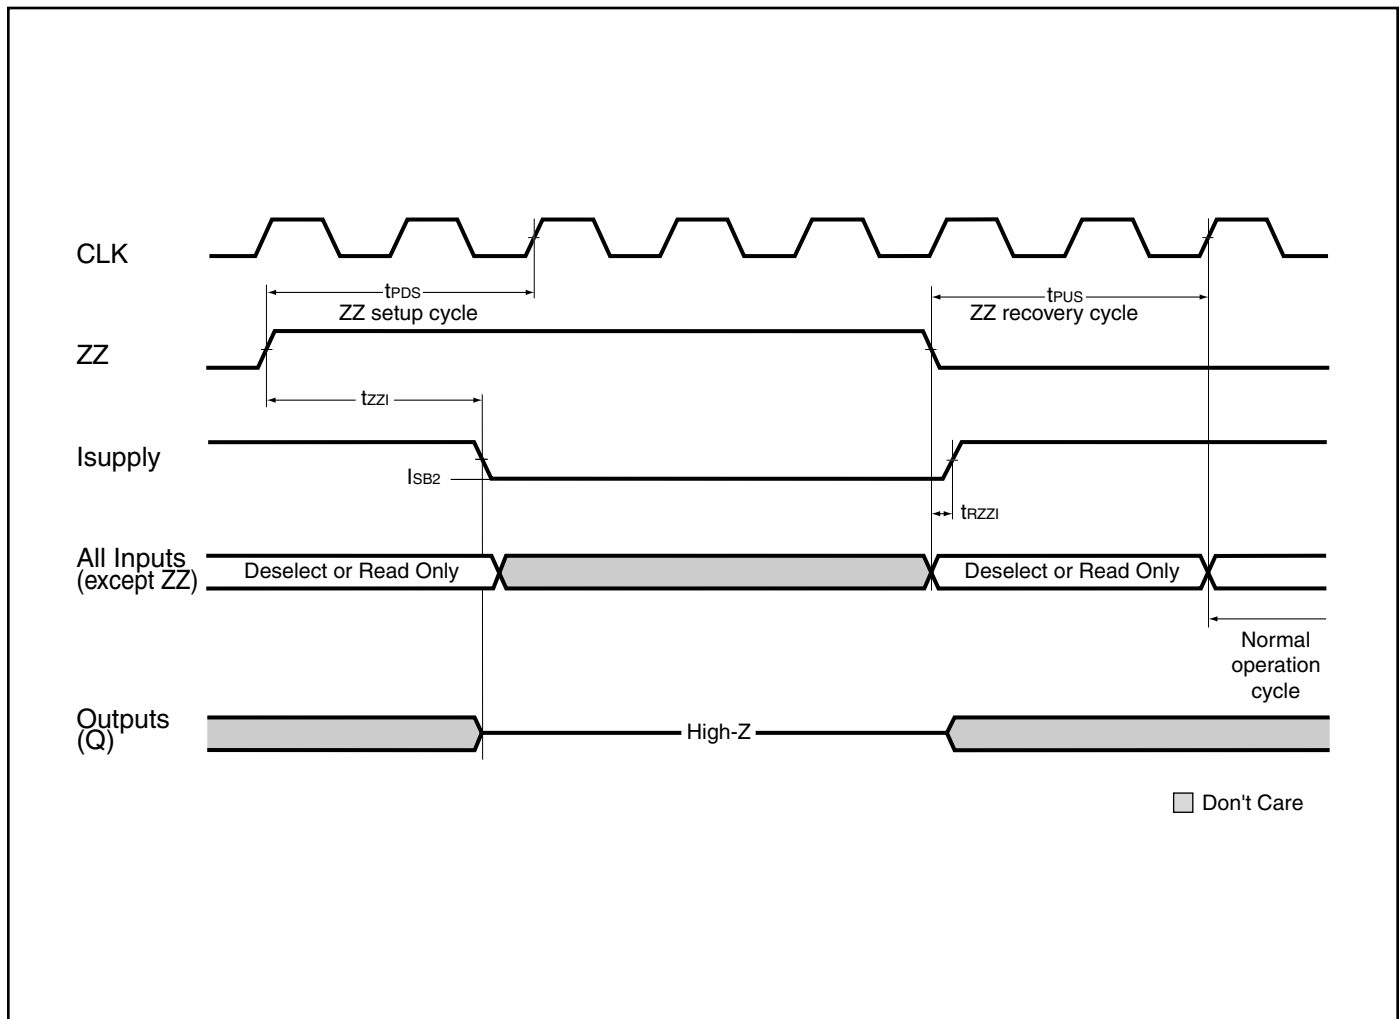 CLK
tPDS
ZZ setup cycle
tPUS
ZZ recovery cycle
ZZ
tZZI
Isupply
ISB2
tRZZI
All Inputs
(except ZZ)
Deselect or Read Only
Deselect or Read Only
Normal
operation
cycle
Outputs
(Q)
High-Z
Don't Care